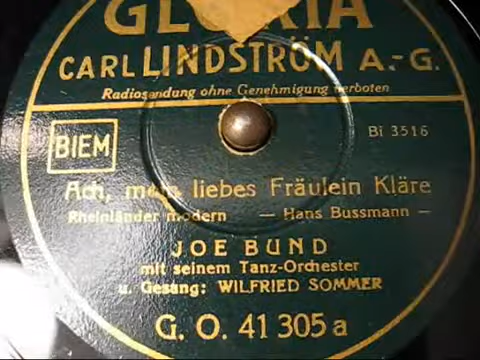 GLORIA
CARL LINDSTRÖM A.-G.
Radiosendung ohne Genehmigung verboten
BIEM
Bi 3516
Ach, mein liebes Fräulein Kläre
Rheinländer modern — Hans Bussmann —
JOE BUND
mit seinem Tanz-Orchester
u. Gesang: WILFRIED SOMMER
G. O. 41 305 a